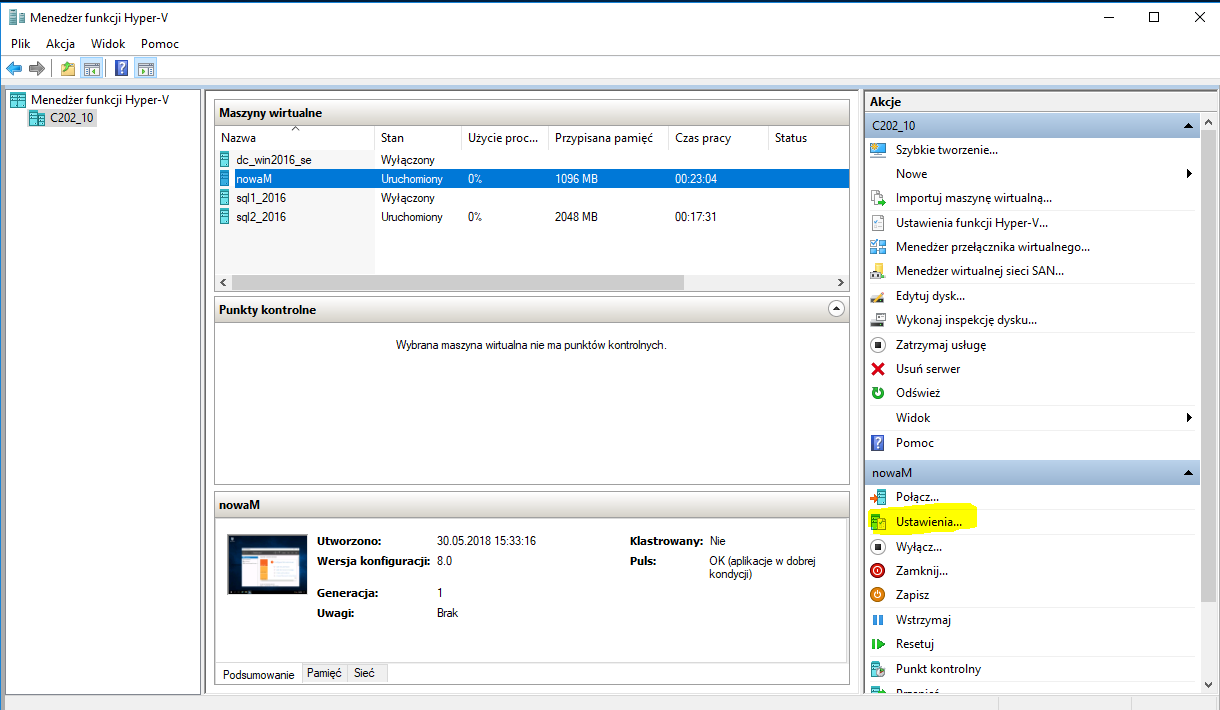 Menedżer funkcji Hyper-V
Plik Akcja Widok Pomoc
Menedżer funkcji Hyper-V
C202_10
Maszyny wirtualne
Nazwa Stan Użycie proc... Przypisana pamięć Czas pracy Status
dc_win2016_se Wyłączony
nowaM Uruchomiony 0% 1096 MB 00:23:04
sql1_2016 Wyłączony
sql2_2016 Uruchomiony 0% 2048 MB 00:17:31
Punkty kontrolne
Wybrana maszyna wirtualna nie ma punktów kontrolnych.
nowaM
Utworzono: 30.05.2018 15:33:16 Klastrowany: Nie
Wersja konfiguracji: 8.0 Puls: OK (aplikacje w dobrej
kondycji)
Generacja: 1
Uwagi: Brak
Podsumowanie Pamięć Sieć
Akcje
C202_10
Szybkie tworzenie...
Nowe
Importuj maszynę wirtualną...
Ustawienia funkcji Hyper-V...
Menedżer przełącznika wirtualnego...
Menedżer wirtualnej sieci SAN...
Edytuj dysk...
Wykonaj inspekcję dysku...
Zatrzymaj usługę
Usuń serwer
Odśwież
Widok
Pomoc
nowaM
Połącz...
Ustawienia...
Wyłącz...
Zamknij...
Zapisz
Wstrzymaj
Resetuj
Punkt kontrolny